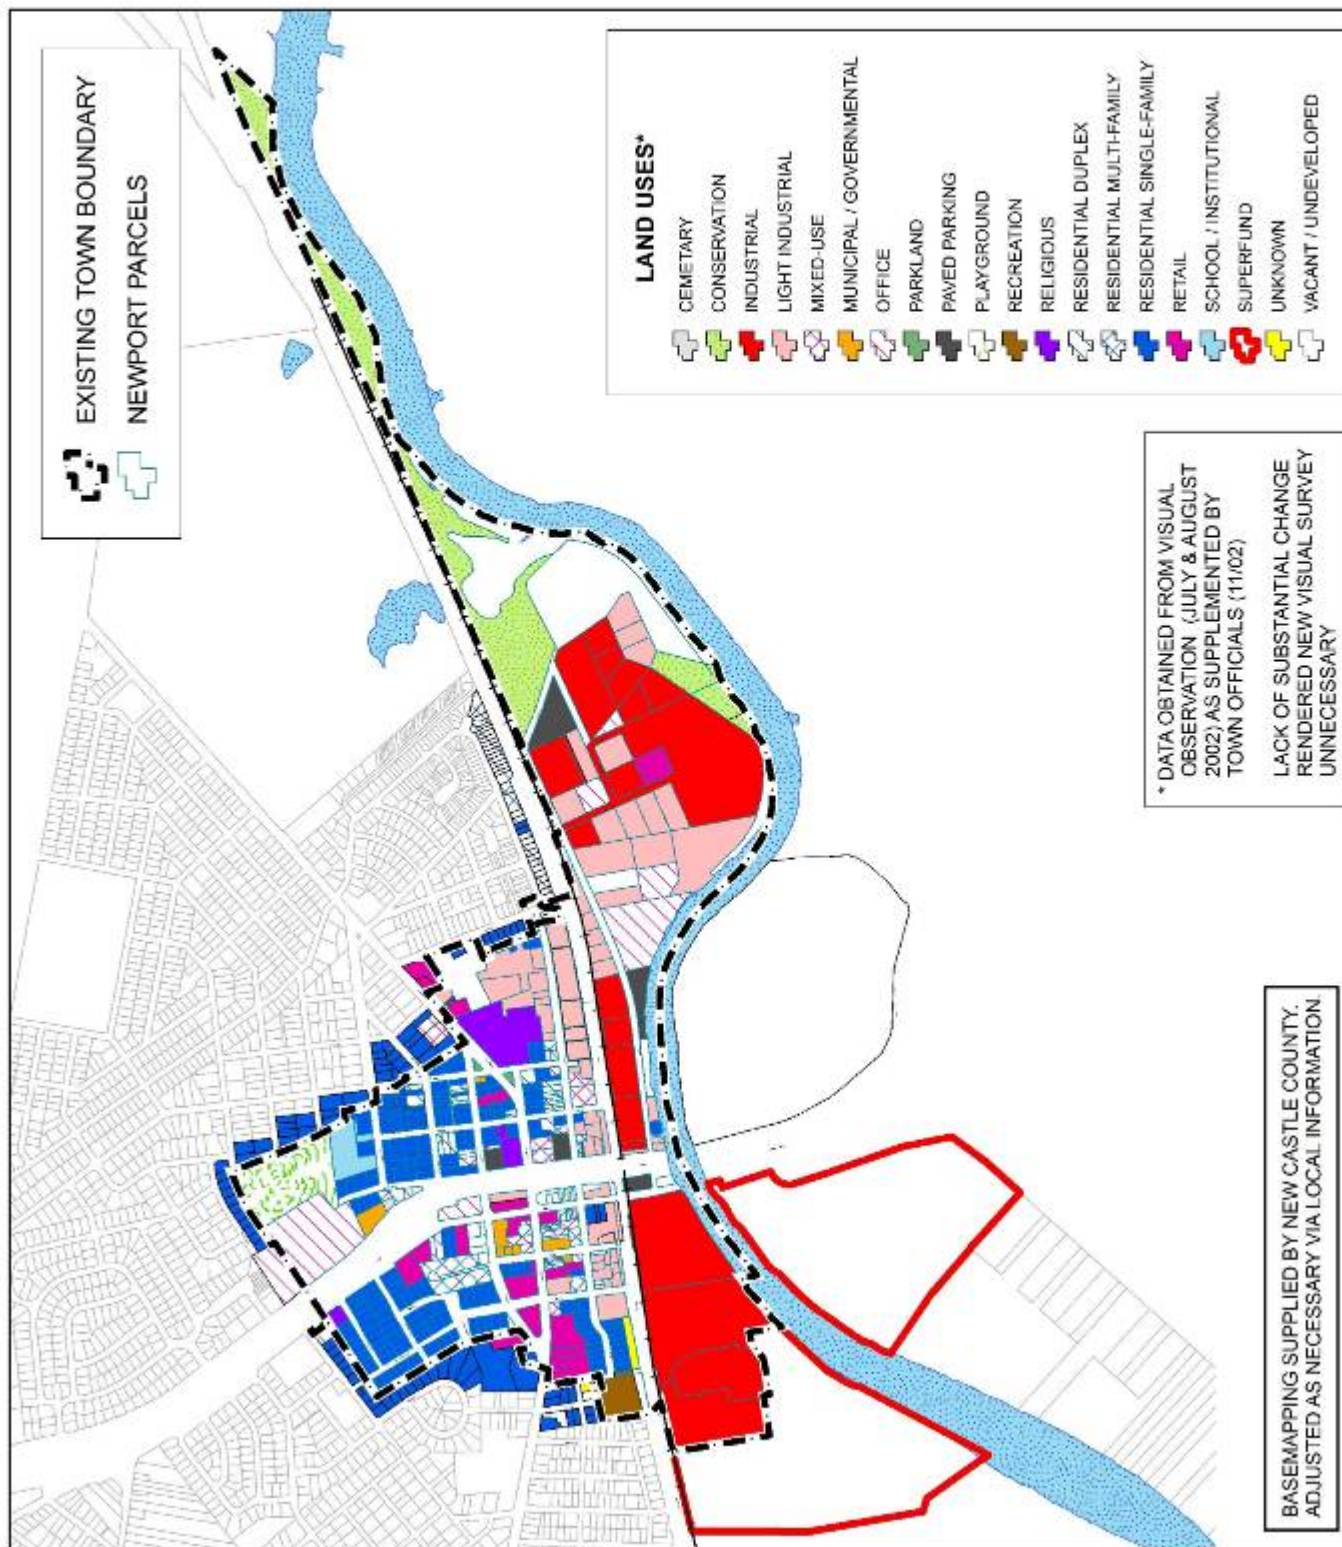 EXISTING TOWN BOUNDARY
NEWPORT PARCELS
LAND USES*
CEMETARY
CONSERVATION
INDUSTRIAL
LIGHT INDUSTRIAL
MIXED-USE
MUNICIPAL / GOVERNMENTAL
OFFICE
PARKLAND
PAVED PARKING
PLAYGROUND
RECREATION
RELIGIOUS
RESIDENTIAL DUPLEX
RESIDENTIAL MULTI-FAMILY
RESIDENTIAL SINGLE-FAMILY
RETAIL
SCHOOL / INSTITUTIONAL
SUPERFUND
UNKNOWN
VACANT / UNDEVELOPED
* DATA OBTAINED FROM VISUAL
OBSERVATION (JULY & AUGUST
2002) AS SUPPLEMENTED BY
TOWN OFFICIALS (11/02)
LACK OF SUBSTANTIAL CHANGE
RENDERED NEW VISUAL SURVEY
UNNECESSARY
BASEMAPPING SUPPLIED BY NEW CASTLE COUNTY.
ADJUSTED AS NECESSARY VIA LOCAL INFORMATION.